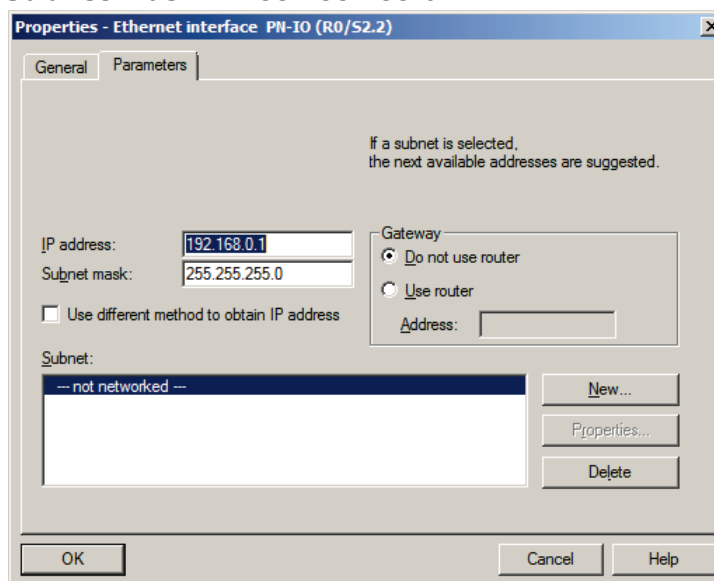 Properties - Ethernet interface PN-IO (R0/S2.2)
General
Parameters
If a subnet is selected,
the next available addresses are suggested.
IP address:
192.168.0.1
Subnet mask:
255.255.255.0
Use different method to obtain IP address
Gateway
Do not use router
Use router
Address:
Subnet:
--- not networked ---
New...
Properties...
Delete
OK
Cancel
Help